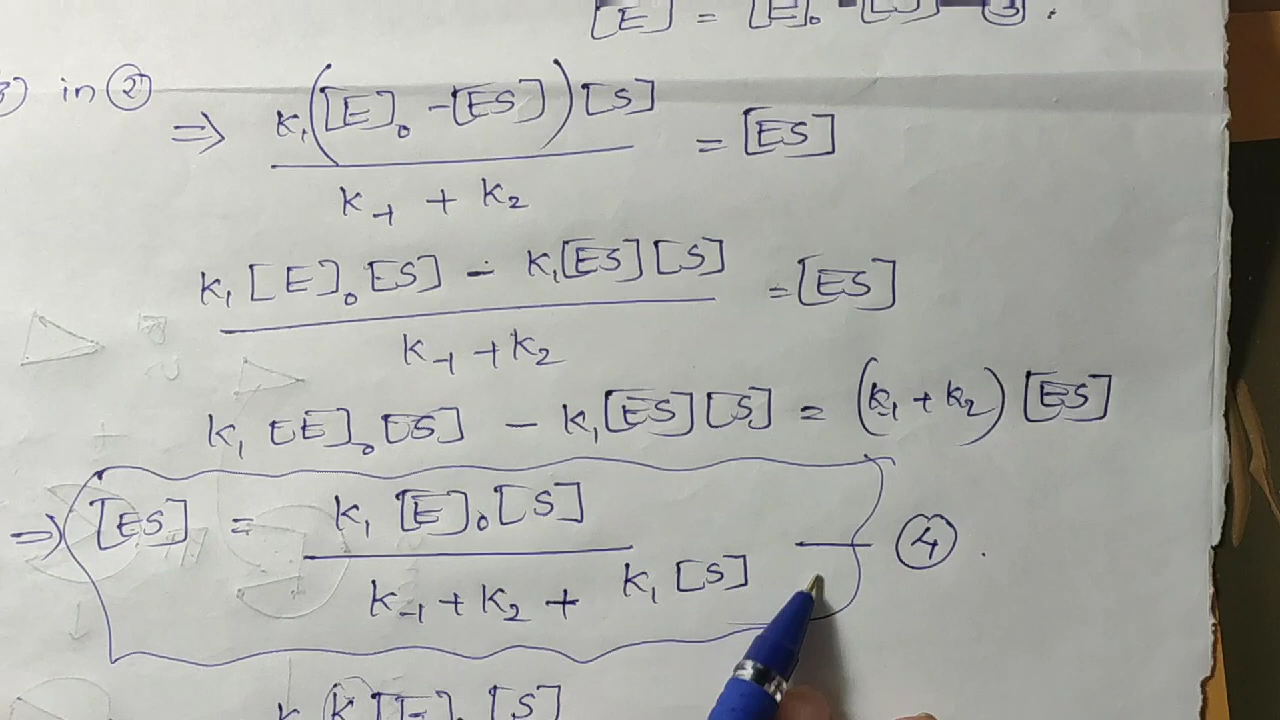 [E] = [E]₀ - [ES] — ③.
3) in ②
⇒ k₁([E]₀ - [ES])[S] / k₋₁ + k₂ = [ES]
k₁[E]₀[S] - k₁[ES][S] / k₋₁ + k₂ = [ES]
k₁[E]₀[S] - k₁[ES][S] = (k₁ + k₂)[ES]
⇒ [ES] = k₁[E]₀[S] / k₋₁ + k₂ + k₁[S] — ④.
k [E]₀ [S]